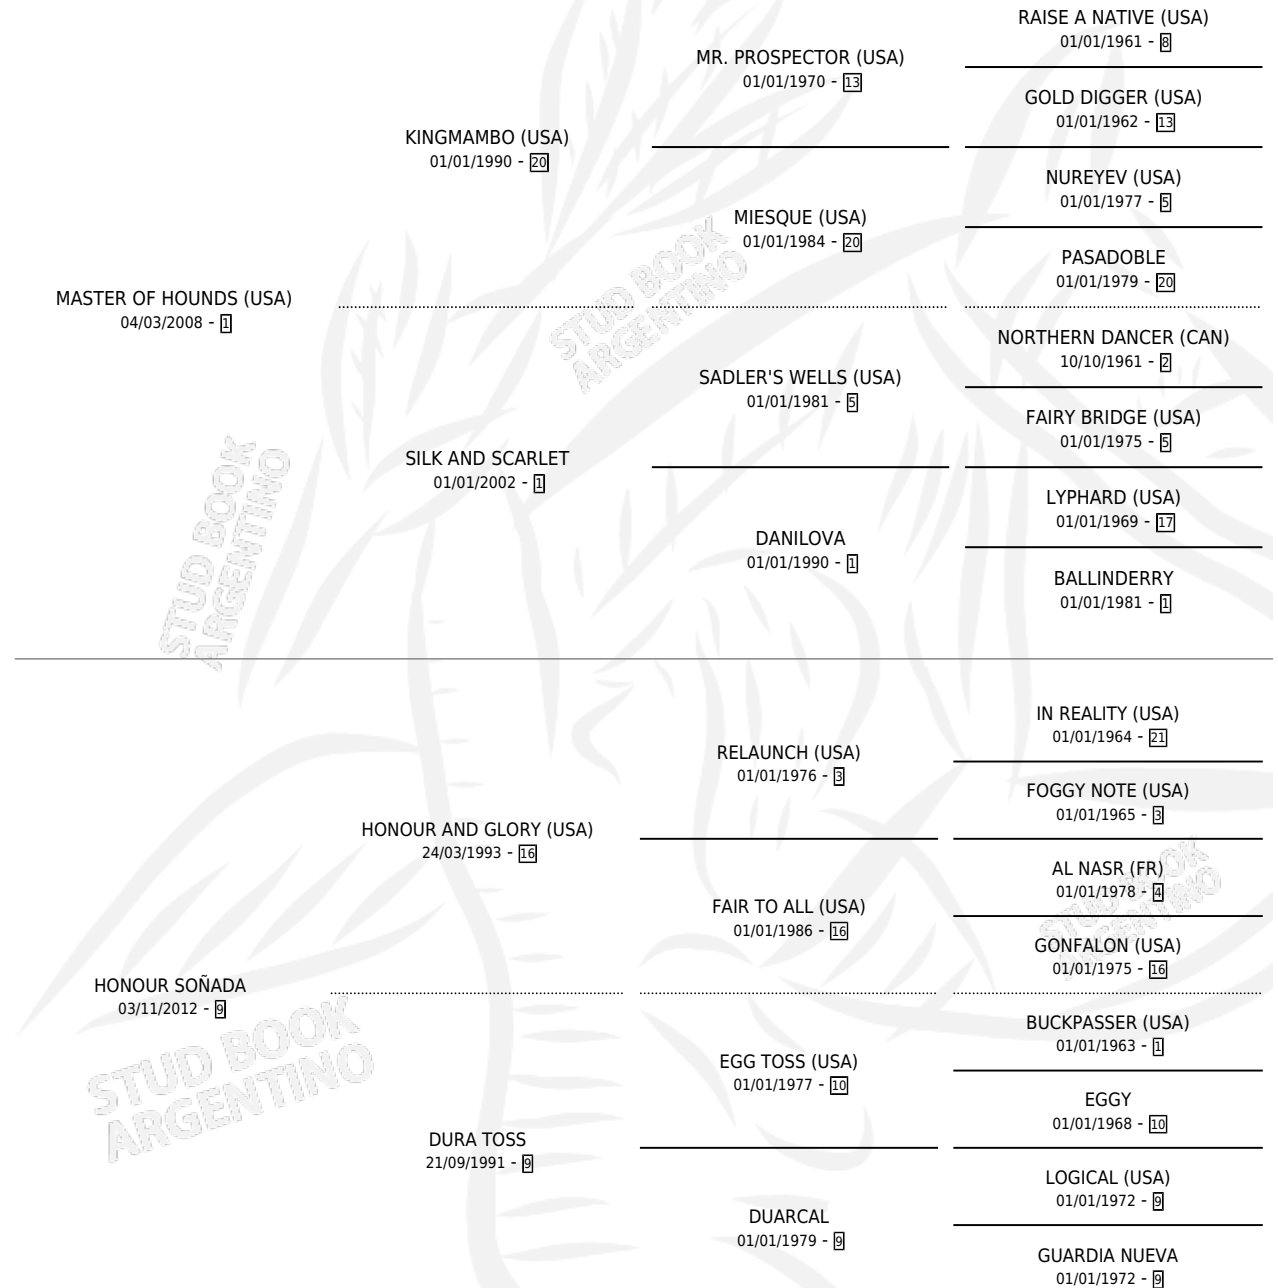 RAISE A NATIVE (USA)
01/01/1961 - 8
MR. PROSPECTOR (USA)
01/01/1970 - 13
GOLD DIGGER (USA)
01/01/1962 - 13
KINGMAMBO (USA)
01/01/1990 - 20
NUREYEV (USA)
01/01/1977 - 5
MIESQUE (USA)
01/01/1984 - 20
PASADOBLE
01/01/1979 - 20
MASTER OF HOUNDS (USA)
04/03/2008 - 1
NORTHERN DANCER (CAN)
10/10/1961 - 2
SADLER'S WELLS (USA)
01/01/1981 - 5
FAIRY BRIDGE (USA)
01/01/1975 - 5
SILK AND SCARLET
01/01/2002 - 1
LYPHARD (USA)
01/01/1969 - 17
DANILOVA
01/01/1990 - 1
BALLINDERRY
01/01/1981 - 1
IN REALITY (USA)
01/01/1964 - 21
RELAUNCH (USA)
01/01/1976 - 3
FOGGY NOTE (USA)
01/01/1965 - 3
HONOUR AND GLORY (USA)
24/03/1993 - 16
AL NASR (FR)
01/01/1978 - 4
FAIR TO ALL (USA)
01/01/1986 - 16
GONFALON (USA)
01/01/1975 - 16
HONOUR SOÑADA
03/11/2012 - 9
BUCKPASSER (USA)
01/01/1963 - 1
EGG TOSS (USA)
01/01/1977 - 10
EGGY
01/01/1968 - 10
DURA TOSS
21/09/1991 - 9
LOGICAL (USA)
01/01/1972 - 9
DUARCAL
01/01/1979 - 9
GUARDIA NUEVA
01/01/1972 - 9
STUD BOOK
ARGENTINO
STUD BOOK
ARGENTINO
STUD BOOK
ARGENTINO
STUD BOOK
ARGENTINO